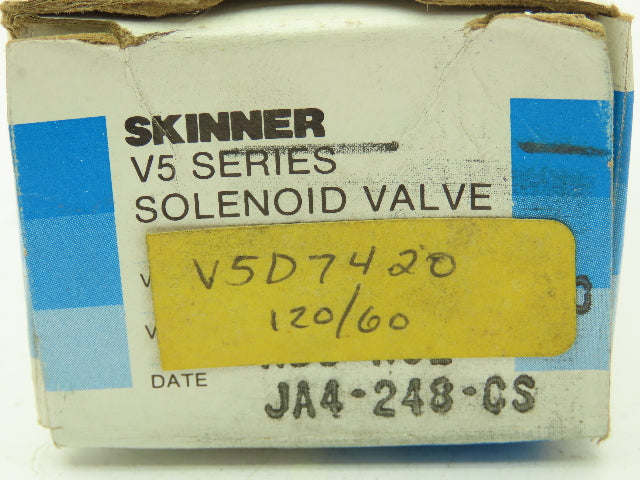 SKINNER
V5 SERIES
SOLENOID VALVE
V5D7420
120/60
DATE
JA4-248-CS